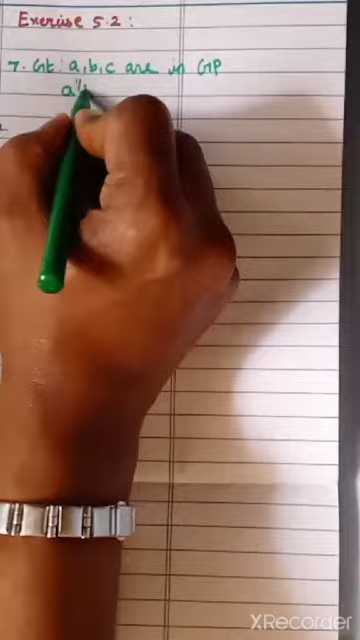 Exercise 5.2 :
7. Gt: a, b, c are in GP
XRecorder